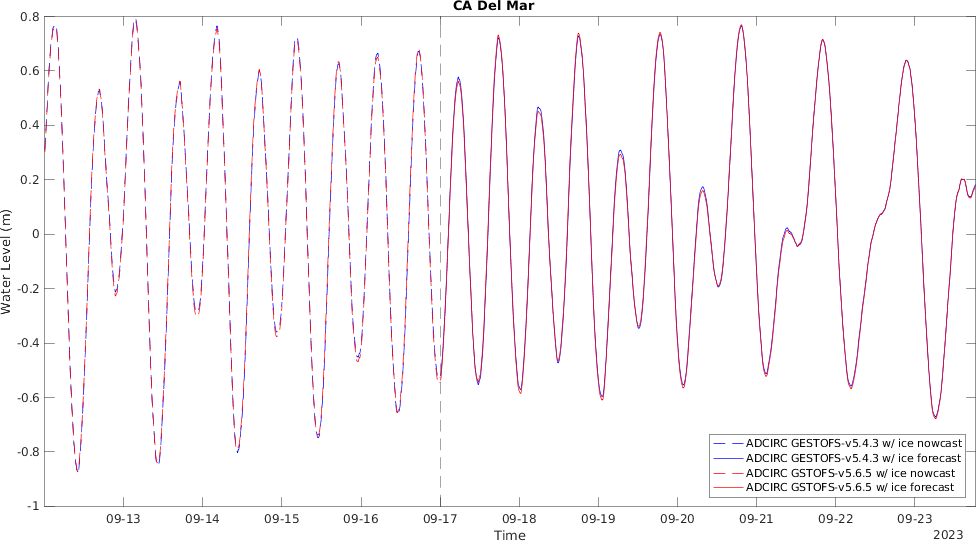 CA Del Mar
0.8
0.6
0.4
0.2
0
-0.2
-0.4
-0.6
-0.8
-1
Water Level (m)
09-13 09-14 09-15 09-16 09-17 09-18 09-19 09-20 09-21 09-22 09-23
Time
2023
ADCIRC GESTOFS-v5.4.3 w/ ice nowcast
ADCIRC GESTOFS-v5.4.3 w/ ice forecast
ADCIRC GSTOFS-v5.6.5 w/ ice nowcast
ADCIRC GSTOFS-v5.6.5 w/ ice forecast